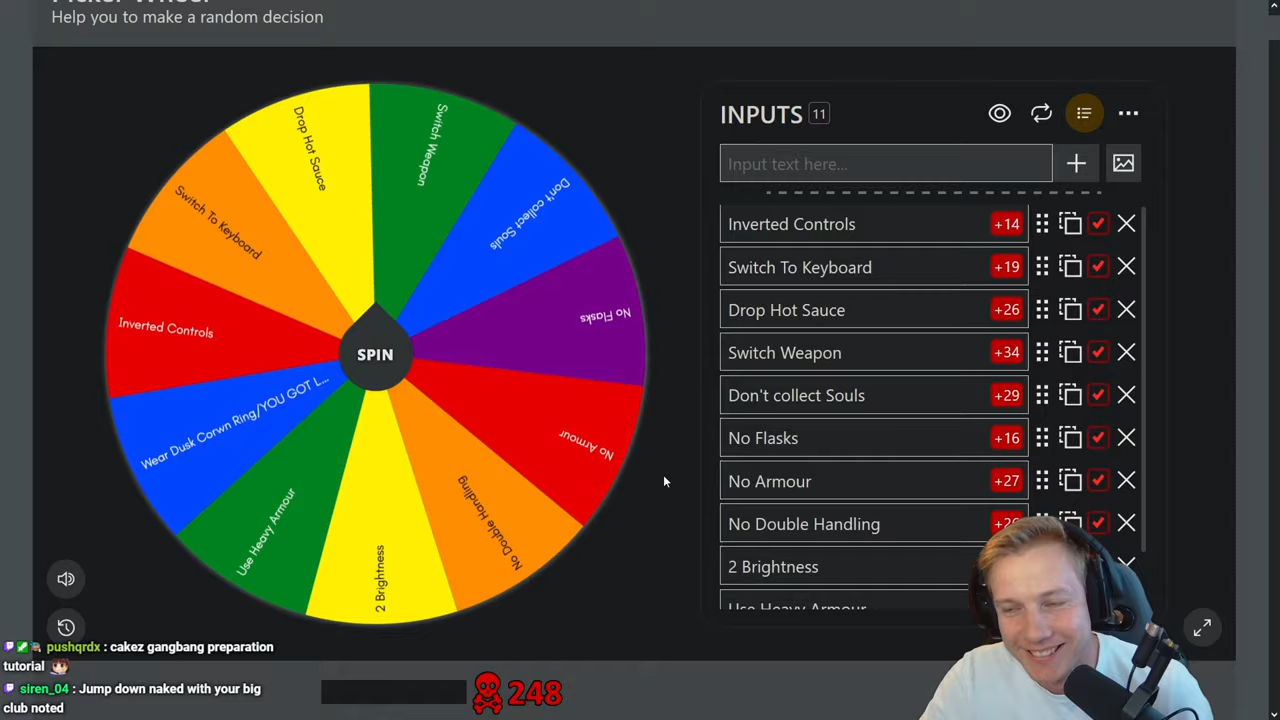 Help you to make a random decision
Drop Hot Sauce
Switch Weapon
Don't collect Souls
No Flasks
No Armour
No Double Handling
2 Brightness
Use Heavy Armour
Wear Dusk Corwn Ring/YOU GOT L...
Inverted Controls
Switch To Keyboard
SPIN
INPUTS 11
Input text here...
Inverted Controls +14
Switch To Keyboard +19
Drop Hot Sauce +26
Switch Weapon +34
Don't collect Souls +29
No Flasks +16
No Armour +27
No Double Handling
2 Brightness
Use Heavy Armour
pushqrdx : cakez gangbang preparation
tutorial
siren_04 : Jump down naked with your big
club noted
248